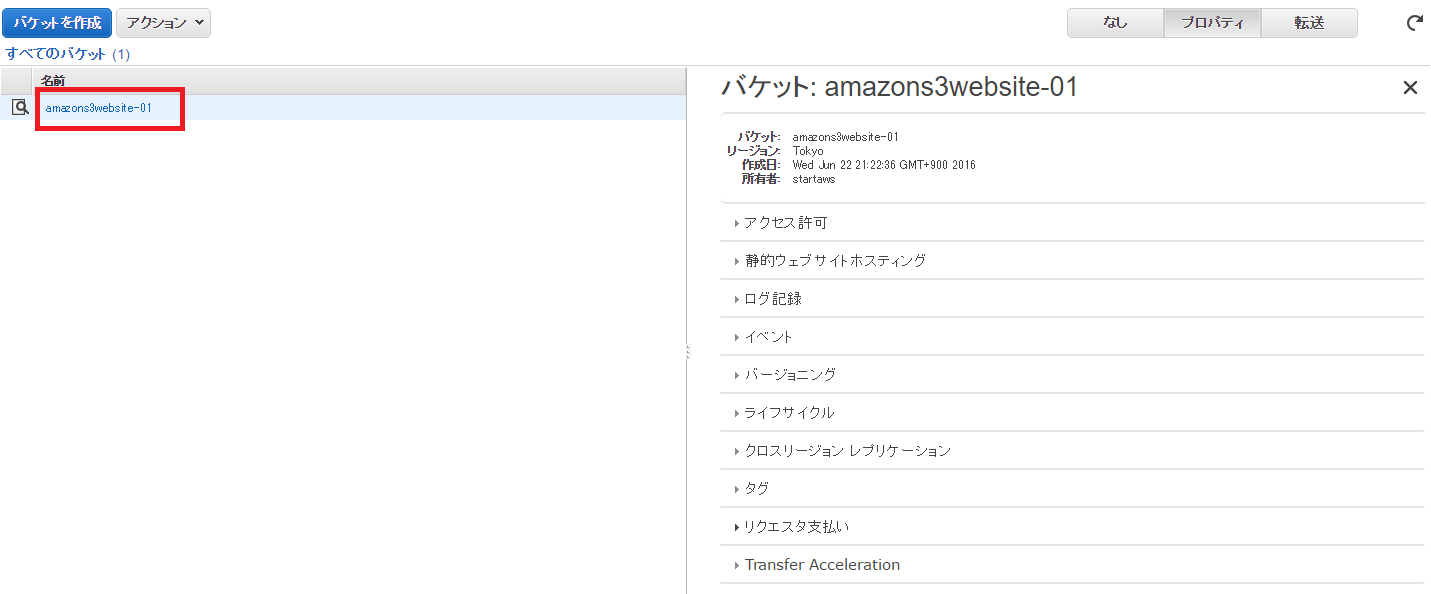 バケットを作成 アクション なし プロパティ 転送
すべてのバケット (1)
名前
amazons3website-01
バケット: amazons3website-01
バケット: amazons3website-01
リージョン: Tokyo
作成日: Wed Jun 22 21:22:36 GMT+900 2016
所有者: startaws
アクセス許可
静的ウェブサイトホスティング
ログ記録
イベント
バージョニング
ライフサイクル
クロスリージョン レプリケーション
タグ
リクエスタ支払い
Transfer Acceleration